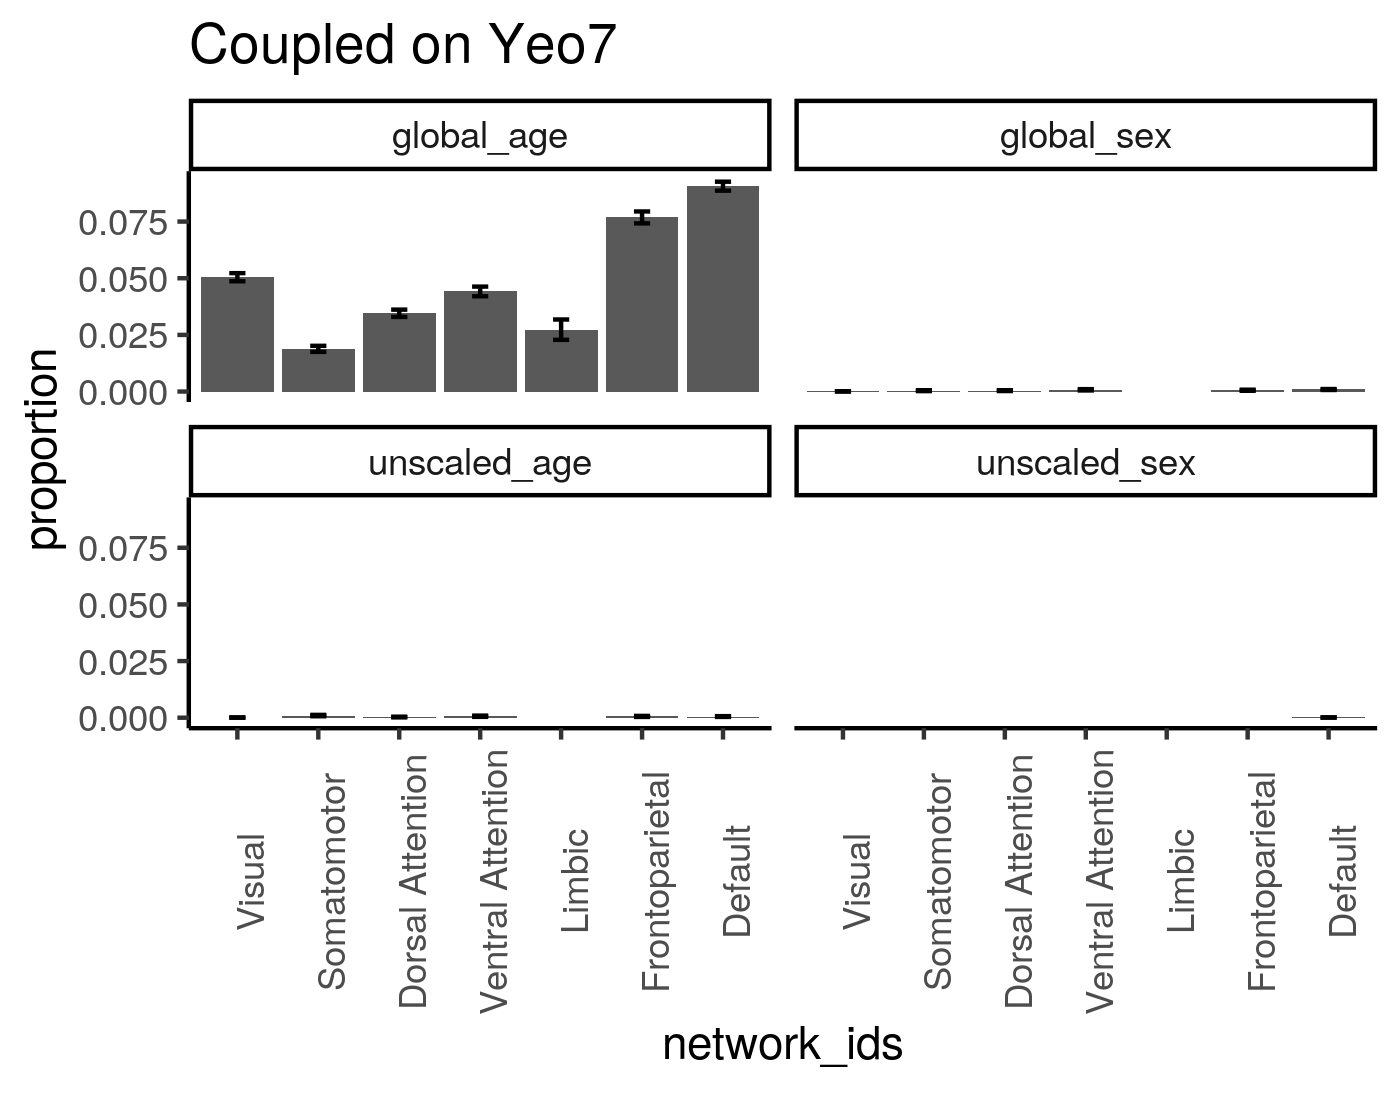 Coupled on Yeo7
global_age
global_sex
0.075
0.050
0.025
0.000
unscaled_age
unscaled_sex
0.075
0.050
0.025
0.000
proportion
Visual
Somatomotor
Dorsal Attention
Ventral Attention
Limbic
Frontoparietal
Default
Visual
Somatomotor
Dorsal Attention
Ventral Attention
Limbic
Frontoparietal
Default
network_ids